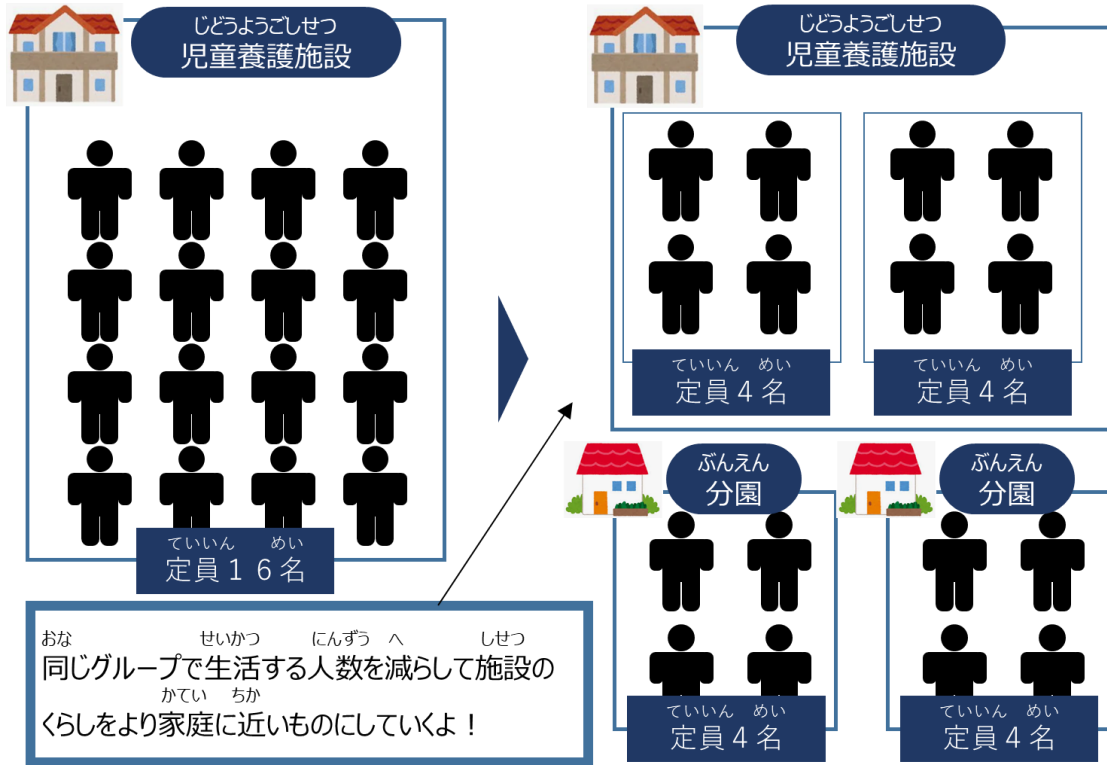 じどうようごしせつ
児童養護施設
ていいん めい
定員１６名
じどうようごしせつ
児童養護施設
ていいん めい
定員４名
ていいん めい
定員４名
ぶんえん
分園
ていいん めい
定員４名
ぶんえん
分園
ていいん めい
定員４名
おな せいかつ にんずう へ しせつ
同じグループで生活する人数を減らして施設の
かてい ちか
くらしをより家庭に近いものにしていくよ！